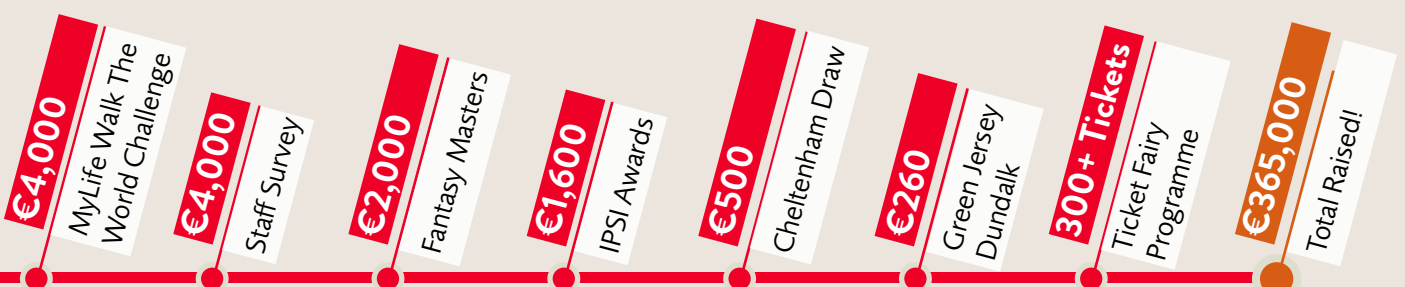 €4,000
MyLife Walk The
World Challenge
€4,000
Staff Survey
€2,000
Fantasy Masters
€1,600
IPSI Awards
€500
Cheltenham Draw
€260
Green Jersey
Dundalk
300+ Tickets
Ticket Fairy
Programme
€365,000
Total Raised!